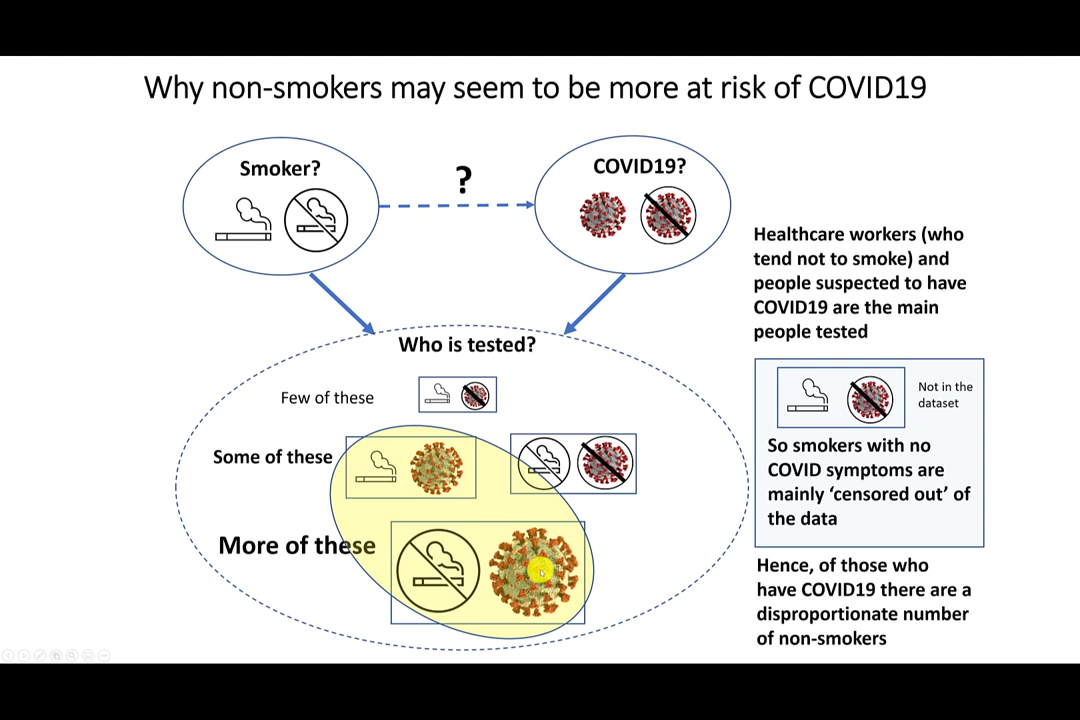 Why non-smokers may seem to be more at risk of COVID19
Smoker?
?
COVID19?
Healthcare workers (who
tend not to smoke) and
people suspected to have
COVID19 are the main
people tested
Who is tested?
Few of these
Some of these
More of these
Not in the
dataset
So smokers with no
COVID symptoms are
mainly ‘censored out’ of
the data
Hence, of those who
have COVID19 there are a
disproportionate number
of non-smokers